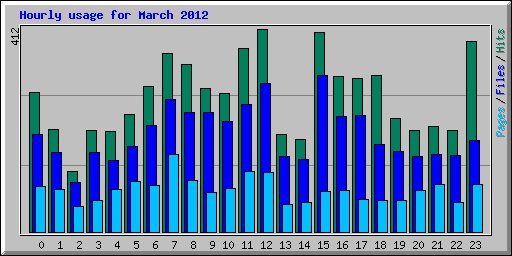 Hourly usage for March 2012
412
Pages / Files / Hits
0 1 2 3 4 5 6 7 8 9 10 11 12 13 14 15 16 17 18 19 20 21 22 23